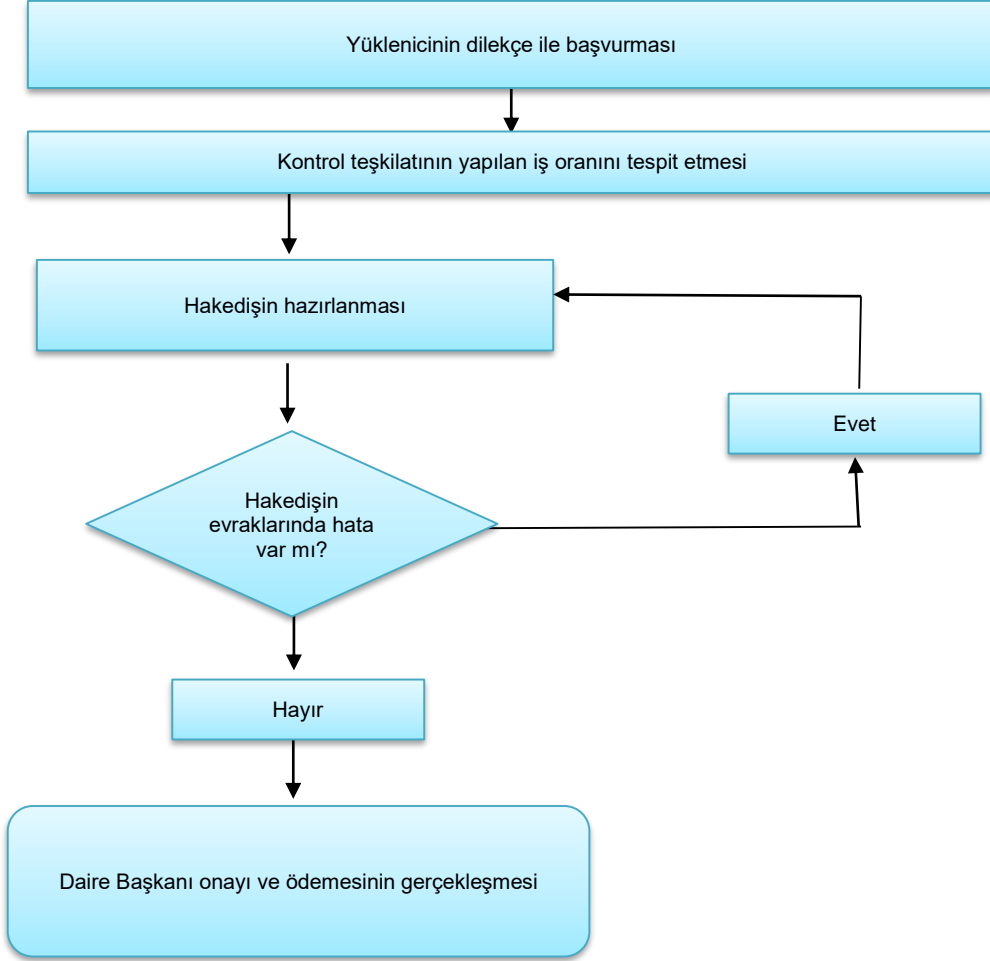 Yüklenicinin dilekçe ile başvurması
Kontrol teşkilatının yapılan iş oranını tespit etmesi
Hakedişin hazırlanması
Evet
Hakedişin
evraklarında hata
var mı?
Hayır
Daire Başkanı onayı ve ödemesinin gerçekleşmesi